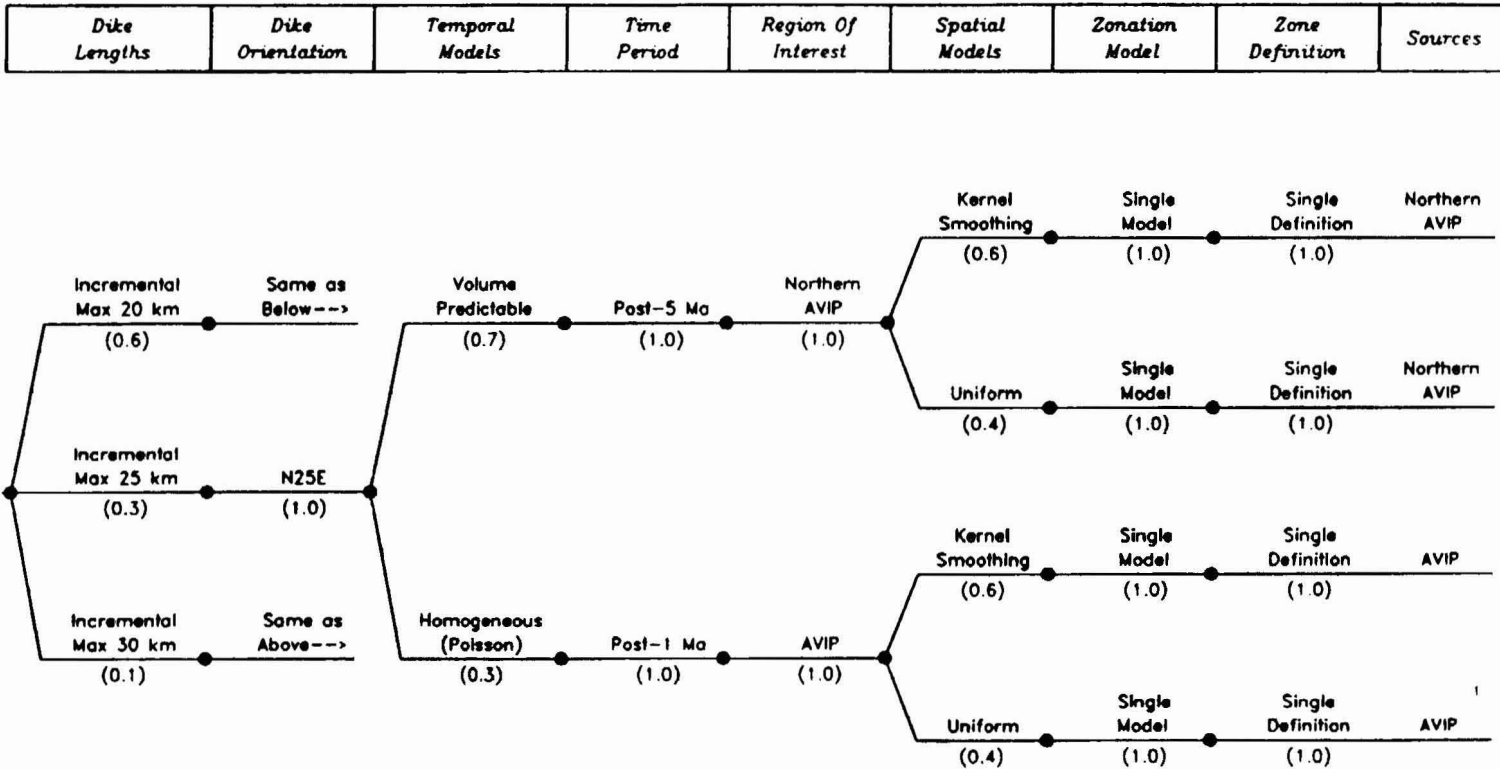 Dike Lengths
Dike Orientation
Temporal Models
Time Period
Region Of Interest
Spatial Models
Zonation Model
Zone Definition
Sources
Kernel Smoothing
(0.6)
Single Model
(1.0)
Single Definition
(1.0)
Northern AVIP
Incremental Max 20 km
(0.6)
Same as Below-->
Volume Predictable
(0.7)
Post-5 Ma
(1.0)
Northern AVIP
(1.0)
Uniform
(0.4)
Single Model
(1.0)
Single Definition
(1.0)
Northern AVIP
Incremental Max 25 km
(0.3)
N25E
(1.0)
Kernel Smoothing
(0.6)
Single Model
(1.0)
Single Definition
(1.0)
AVIP
Incremental Max 30 km
(0.1)
Same as Above-->
Homogeneous (Poisson)
(0.3)
Post-1 Ma
(1.0)
AVIP
(1.0)
Uniform
(0.4)
Single Model
(1.0)
Single Definition
(1.0)
AVIP